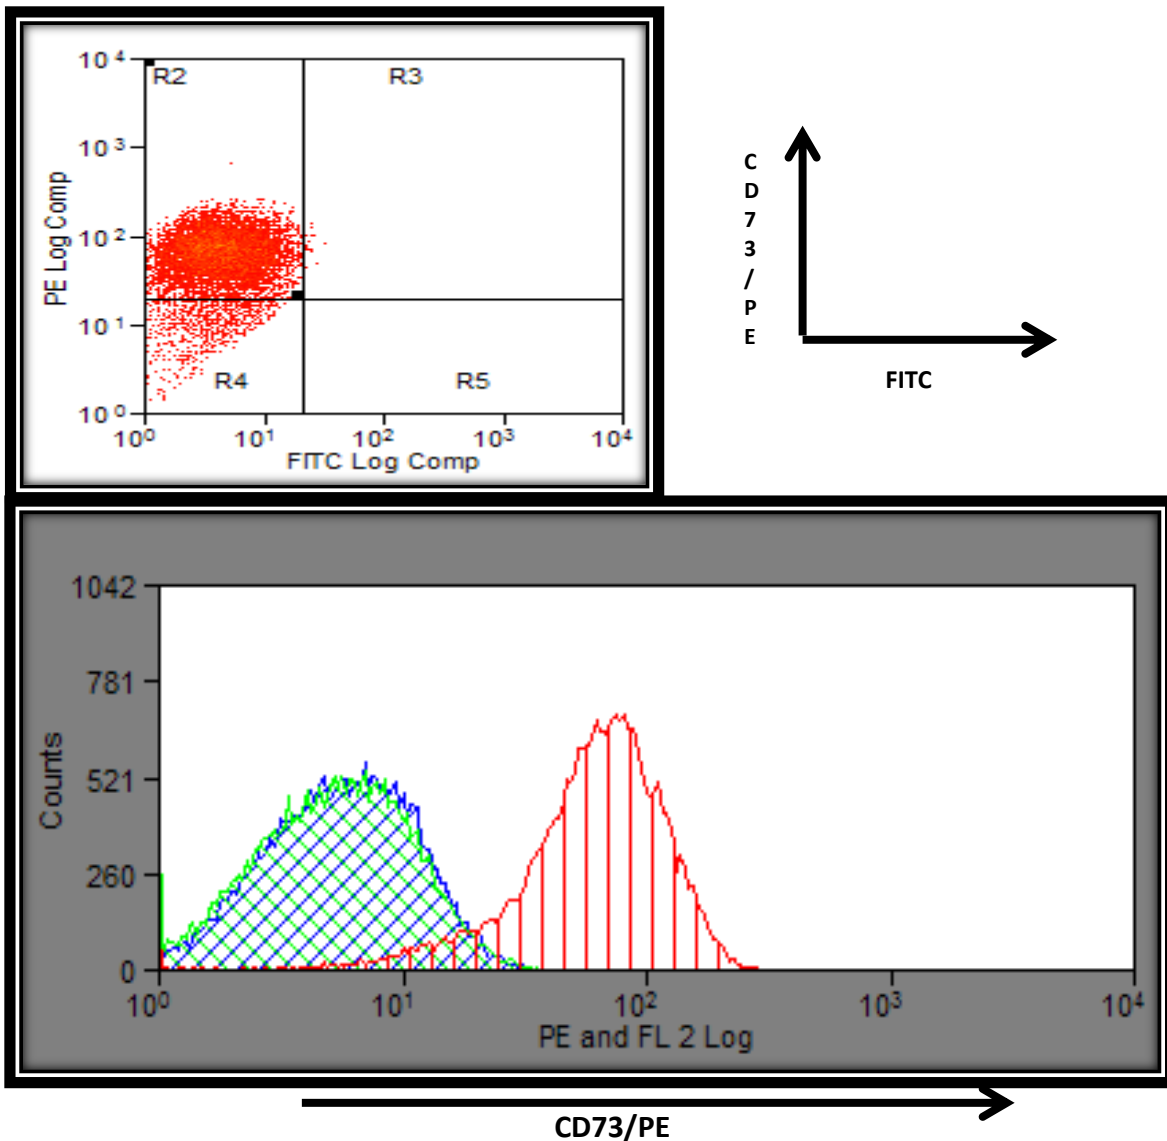 10⁴
R2
R3
10³
10²
10¹
10⁰
PE Log Comp
R4
R5
10⁰ 10¹ 10² 10³ 10⁴
FITC Log Comp
C
D
7
3
/
P
E
FITC
1042
781
521
260
0
Counts
10⁰ 10¹ 10² 10³ 10⁴
PE and FL 2 Log
CD73/PE